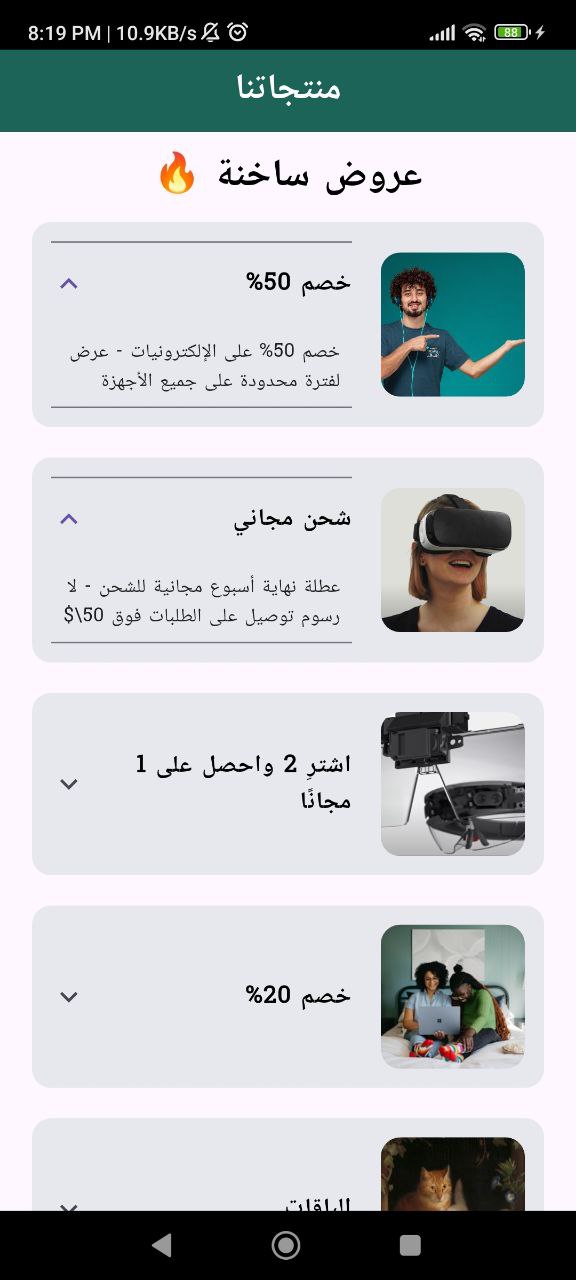 8:19 PM | 10.9KB/s
88
منتجاتنا
عروض ساخنة 🔥
خصم 50%
خصم 50% على الإلكترونيات - عرض
لفترة محدودة على جميع الأجهزة
شحن مجاني
عطلة نهاية أسبوع مجانية للشحن - لا
رسوم توصيل على الطلبات فوق 50\$
اشترِ 2 واحصل على 1
مجانًا
خصم 20%
الباقات